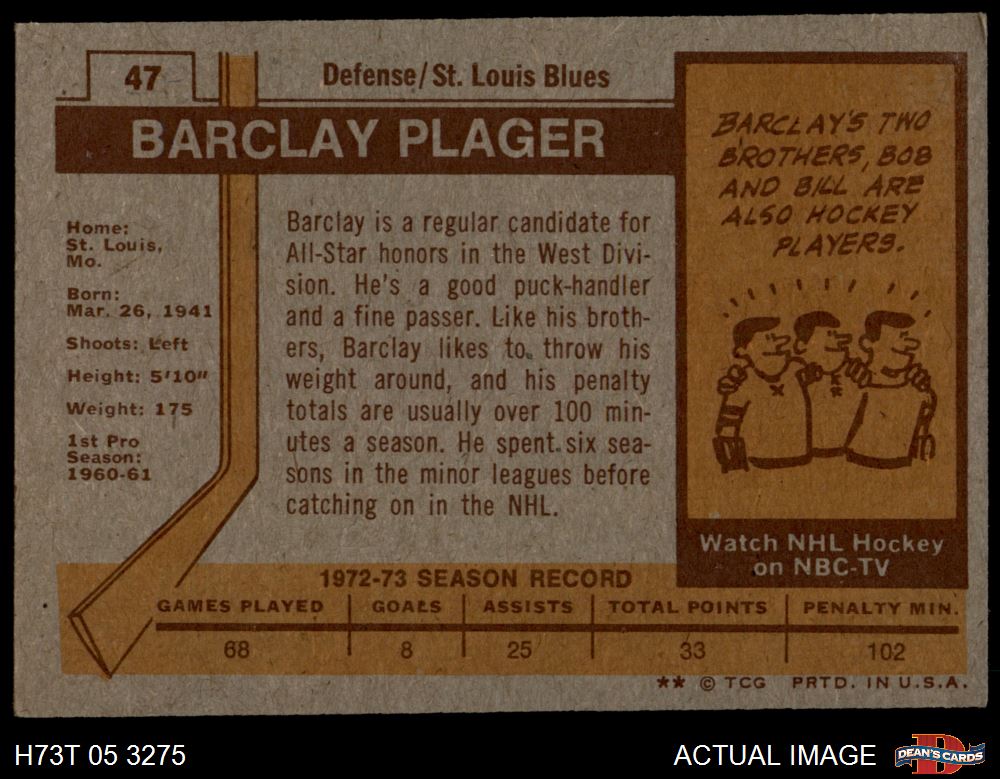 47
Defense/St. Louis Blues
BARCLAY PLAGER
Home:
St. Louis,
Mo.
Born:
Mar. 26, 1941
Shoots: Left
Height: 5'10"
Weight: 175
1st Pro
Season:
1960-61
Barclay is a regular candidate for
All-Star honors in the West Divi-
sion. He's a good puck-handler
and a fine passer. Like his broth-
ers, Barclay likes to throw his
weight around, and his penalty
totals are usually over 100 min-
utes a season. He spent six sea-
sons in the minor leagues before
catching on in the NHL.
BARCLAY'S TWO
BROTHERS, BOB
AND BILL ARE
ALSO HOCKEY
PLAYERS.
Watch NHL Hockey
on NBC-TV
1972-73 SEASON RECORD
GAMES PLAYED GOALS ASSISTS TOTAL POINTS PENALTY MIN.
68 8 25 33 102
** © TCG PRTD. IN U.S.A.
H73T 05 3275
ACTUAL IMAGE
DEAN'S CARDS